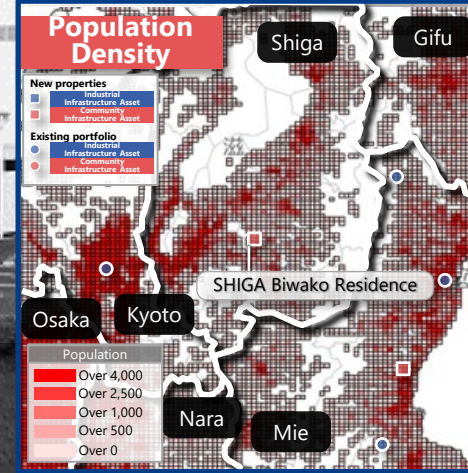 Population
Density
New properties
Industrial
Infrastructure Asset
Community
Infrastructure Asset
Existing portfolio
Industrial
Infrastructure Asset
Community
Infrastructure Asset
Shiga
Gifu
SHIGA Biwako Residence
Osaka
Kyoto
Nara
Mie
Population
Over 4,000
Over 2,500
Over 1,000
Over 500
Over 0